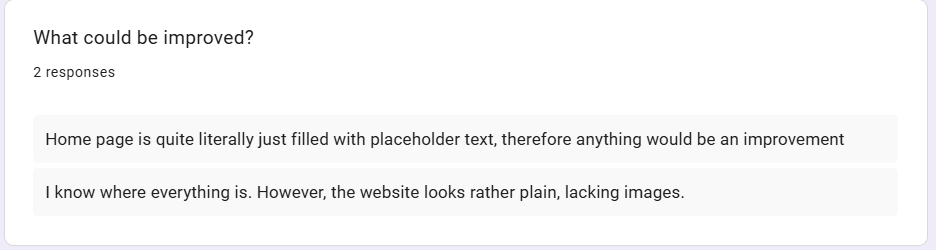 What could be improved?
2 responses
Home page is quite literally just filled with placeholder text, therefore anything would be an improvement
I know where everything is. However, the website looks rather plain, lacking images.